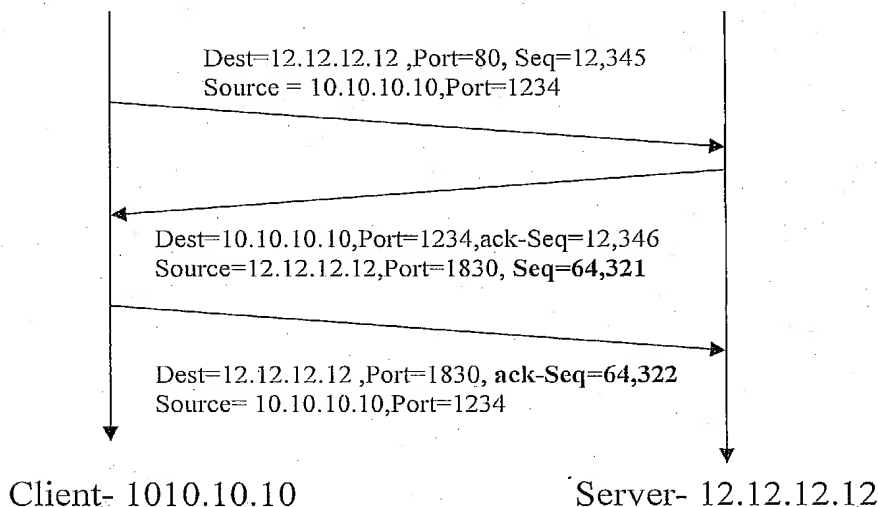 Dest=12.12.12.12 ,Port=80, Seq=12,345
Source = 10.10.10.10,Port=1234
Dest=10.10.10.10,Port=1234,ack-Seq=12,346
Source=12.12.12.12,Port=1830, Seq=64,321
Dest=12.12.12.12 ,Port=1830, ack-Seq=64,322
Source= 10.10.10.10,Port=1234
Client- 1010.10.10
Server- 12.12.12.12